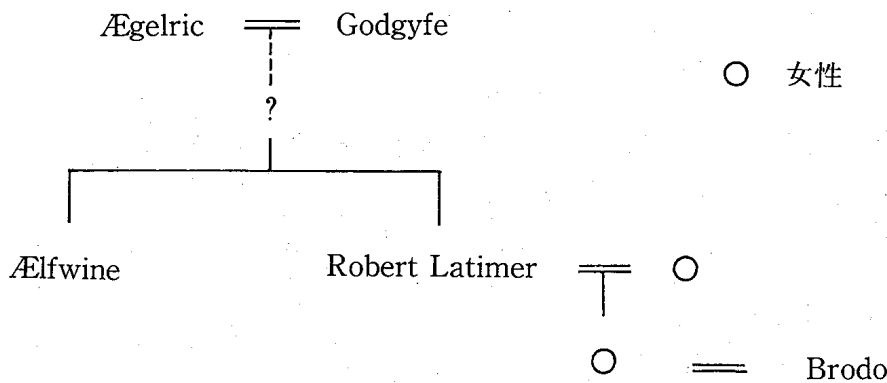 Ægelric Godgyfe
○ 女性
?
Ælfwine Robert Latimer ○
○ Brodo